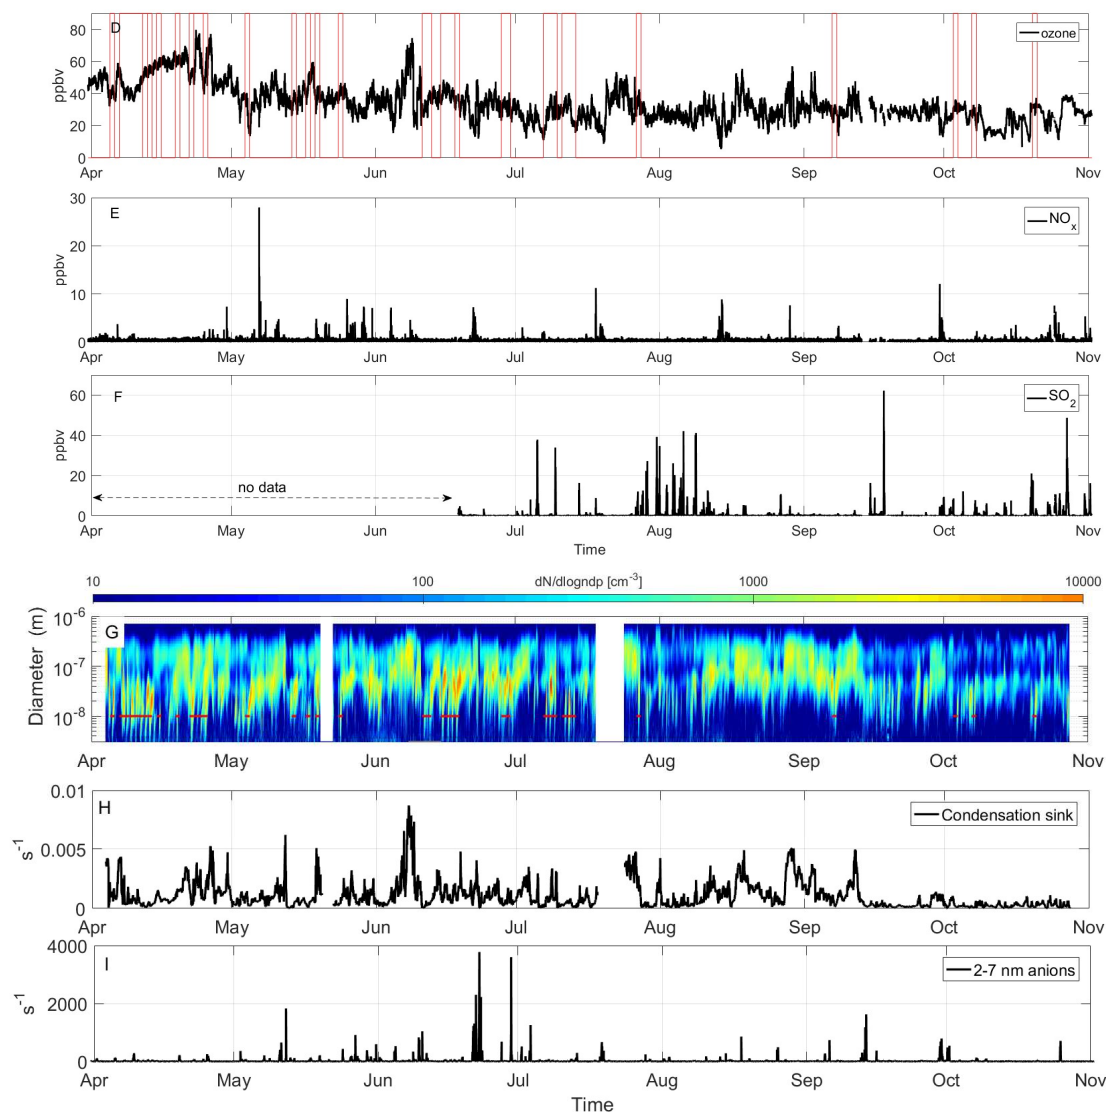 ppbv
80
60
40
20
0
D
ozone
Apr May Jun Jul Aug Sep Oct Nov
ppbv
30
20
10
0
E
NOx
Apr May Jun Jul Aug Sep Oct Nov
ppbv
60
40
20
0
F
SO2
no data
Apr May Jun Jul Aug Sep Oct Nov
Time
10 100 dN/dlogndp [cm-3] 1000 10000
Diameter (m)
10-6
10-7
10-8
G
Apr May Jun Jul Aug Sep Oct Nov
s-1
0.01
0.005
0
H
Condensation sink
Apr May Jun Jul Aug Sep Oct Nov
s-1
4000
2000
0
I
2-7 nm anions
Apr May Jun Jul Aug Sep Oct Nov
Time